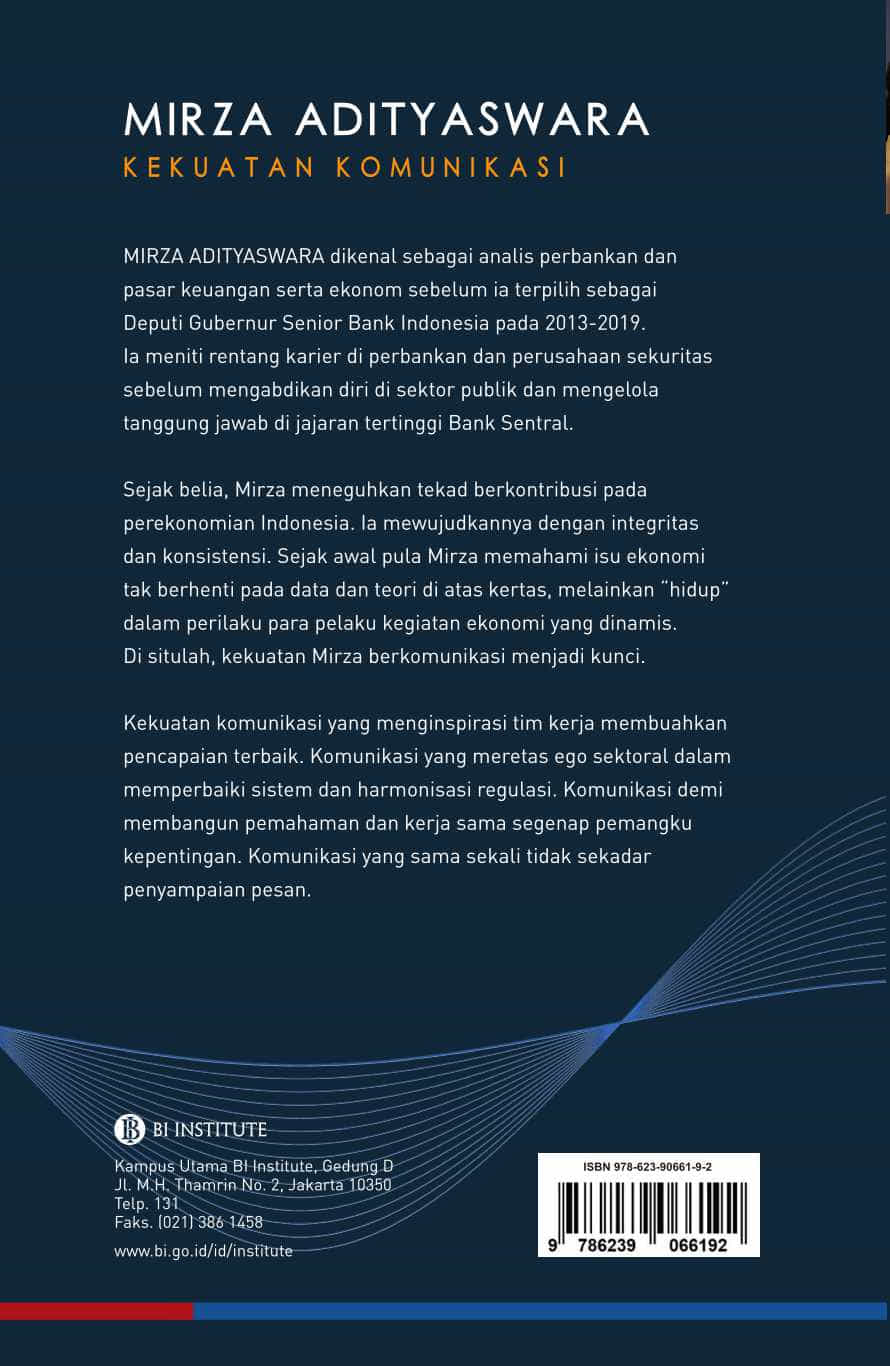 MIRZA ADITYASWARA
KEKUATAN KOMUNIKASI
MIRZA ADITYASWARA dikenal sebagai analis perbankan dan
pasar keuangan serta ekonom sebelum ia terpilih sebagai
Deputi Gubernur Senior Bank Indonesia pada 2013-2019.
Ia meniti rentang karier di perbankan dan perusahaan sekuritas
sebelum mengabdikan diri di sektor publik dan mengelola
tanggung jawab di jajaran tertinggi Bank Sentral.
Sejak belia, Mirza meneguhkan tekad berkontribusi pada
perekonomian Indonesia. Ia mewujudkannya dengan integritas
dan konsistensi. Sejak awal pula Mirza memahami isu ekonomi
tak berhenti pada data dan teori di atas kertas, melainkan “hidup”
dalam perilaku para pelaku kegiatan ekonomi yang dinamis.
Di situlah, kekuatan Mirza berkomunikasi menjadi kunci.
Kekuatan komunikasi yang menginspirasi tim kerja membuahkan
pencapaian terbaik. Komunikasi yang meretas ego sektoral dalam
memperbaiki sistem dan harmonisasi regulasi. Komunikasi demi
membangun pemahaman dan kerja sama segenap pemangku
kepentingan. Komunikasi yang sama sekali tidak sekadar
penyampaian pesan.
BI INSTITUTE
Kampus Utama BI Institute, Gedung D
Jl. M.H. Thamrin No. 2, Jakarta 10350
Telp. 131
Faks. (021) 386 1458
www.bi.go.id/id/institute
ISBN 978-623-90661-9-2
9 786239 066192